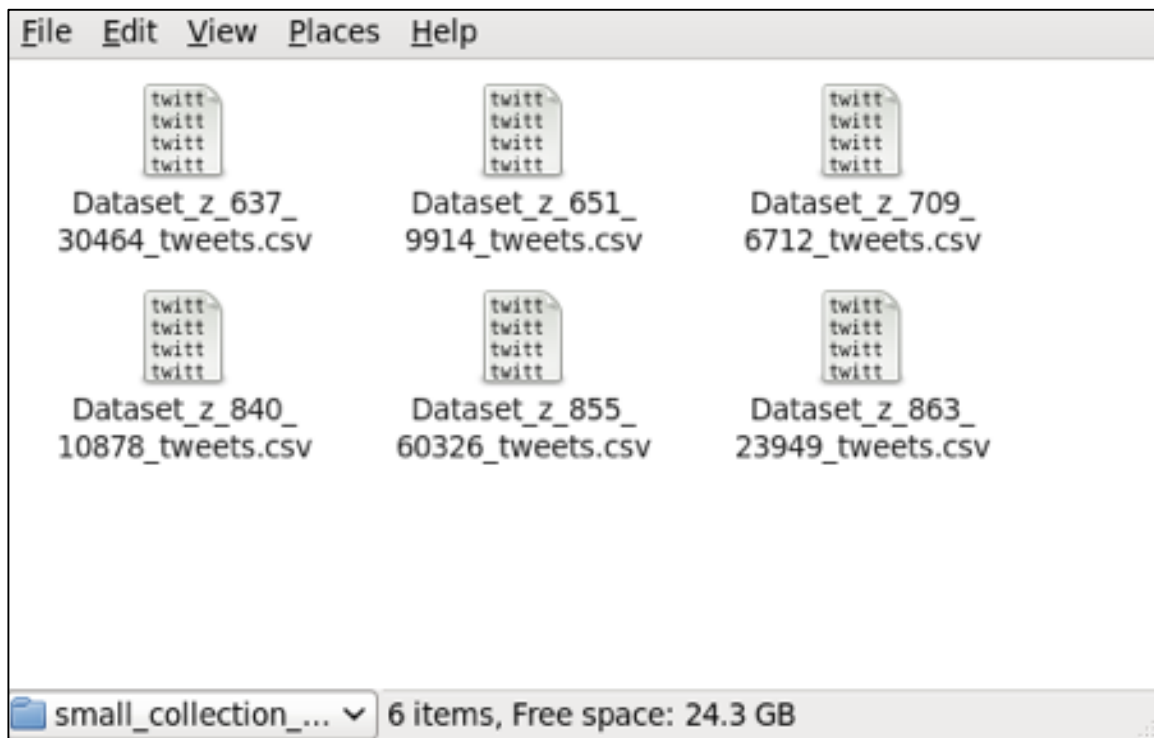 File Edit View Places Help
twitt twitt twitt
twitt twitt twitt
twitt twitt twitt
twitt twitt twitt
Dataset_z_637_ Dataset_z_651_ Dataset_z_709_
30464_tweets.csv 9914_tweets.csv 6712_tweets.csv
twitt twitt twitt
twitt twitt twitt
twitt twitt twitt
twitt twitt twitt
Dataset_z_840_ Dataset_z_855_ Dataset_z_863_
10878_tweets.csv 60326_tweets.csv 23949_tweets.csv
small_collection_... 6 items, Free space: 24.3 GB